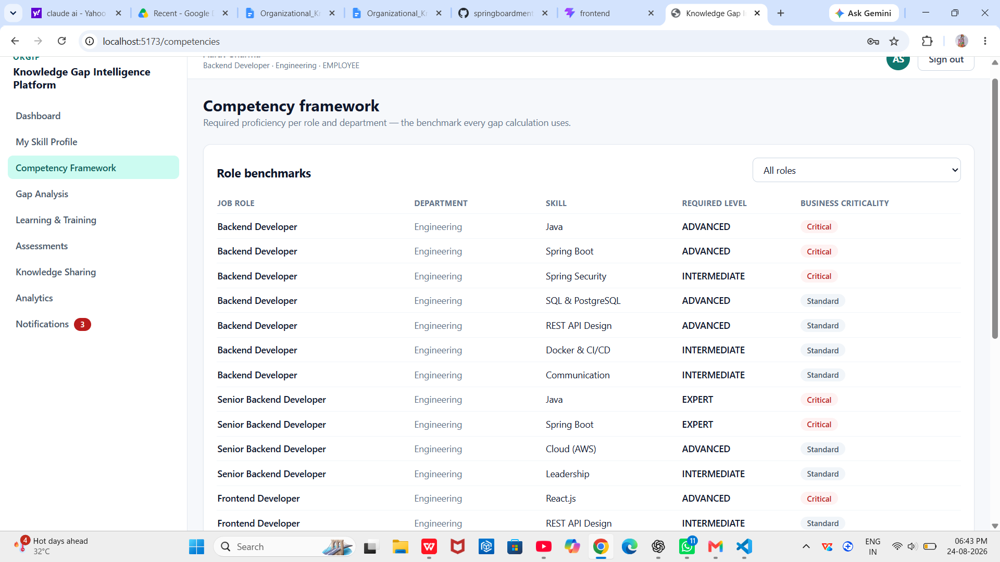 claude ai - Yahoo
Recent - Google
Organizational_K
Organizational_K
springboardment
frontend
Knowledge Gap
Ask Gemini
localhost:5173/competencies
Knowledge Gap Intelligence
Platform
Dashboard
My Skill Profile
Competency Framework
Gap Analysis
Learning & Training
Assessments
Knowledge Sharing
Analytics
Notifications 3
Backend Developer · Engineering · EMPLOYEE
AS
Sign out
Competency framework
Required proficiency per role and department — the benchmark every gap calculation uses.
Role benchmarks
All roles
JOB ROLE DEPARTMENT SKILL REQUIRED LEVEL BUSINESS CRITICALITY
Backend Developer Engineering Java ADVANCED Critical
Backend Developer Engineering Spring Boot ADVANCED Critical
Backend Developer Engineering Spring Security INTERMEDIATE Critical
Backend Developer Engineering SQL & PostgreSQL ADVANCED Standard
Backend Developer Engineering REST API Design ADVANCED Standard
Backend Developer Engineering Docker & CI/CD INTERMEDIATE Standard
Backend Developer Engineering Communication INTERMEDIATE Standard
Senior Backend Developer Engineering Java EXPERT Critical
Senior Backend Developer Engineering Spring Boot EXPERT Critical
Senior Backend Developer Engineering Cloud (AWS) ADVANCED Standard
Senior Backend Developer Engineering Leadership INTERMEDIATE Standard
Frontend Developer Engineering React.js ADVANCED Critical
Frontend Developer Engineering REST API Design INTERMEDIATE Standard
4
Hot days ahead
32°C
Search
11
ENG
IN
06:43 PM
24-08-2026